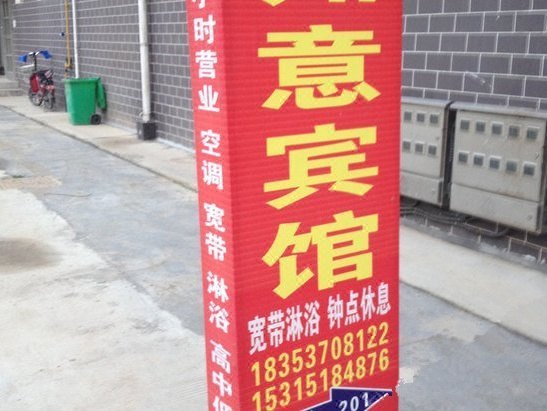 时营业 空调 宽带 淋浴 高中
意宾馆
宽带淋浴 钟点休息
18353708122
15315184876
201